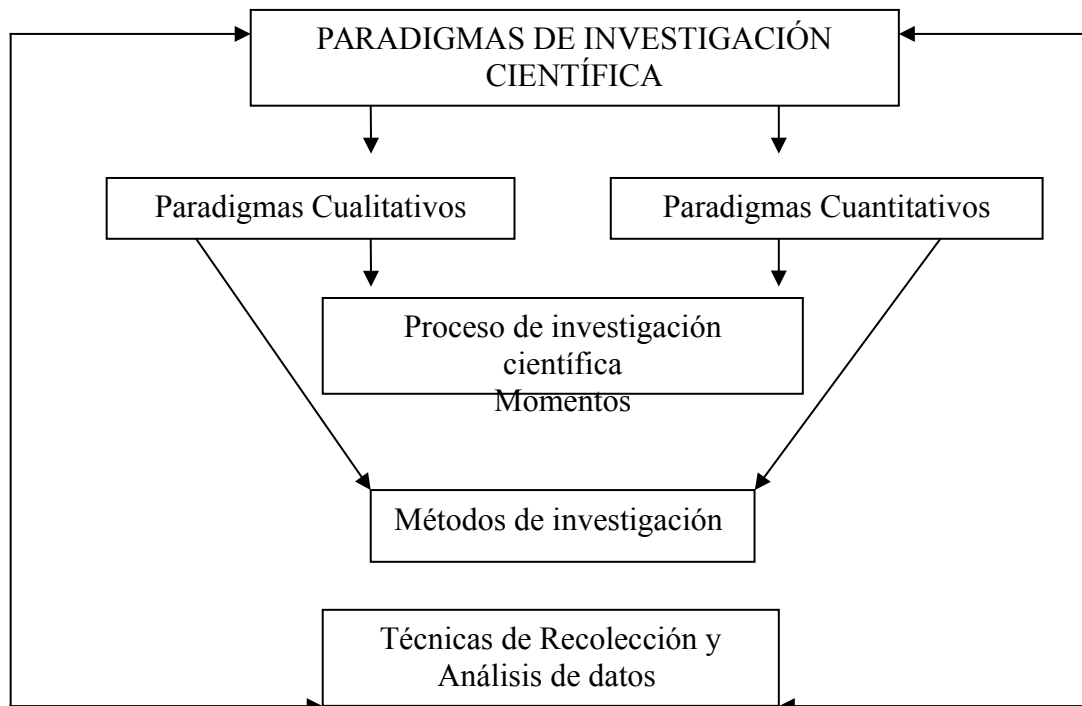 PARADIGMAS DE INVESTIGACIÓN
CIENTÍFICA
Paradigmas Cualitativos
Paradigmas Cuantitativos
Proceso de investigación
científica
Momentos
Métodos de investigación
Técnicas de Recolección y
Análisis de datos